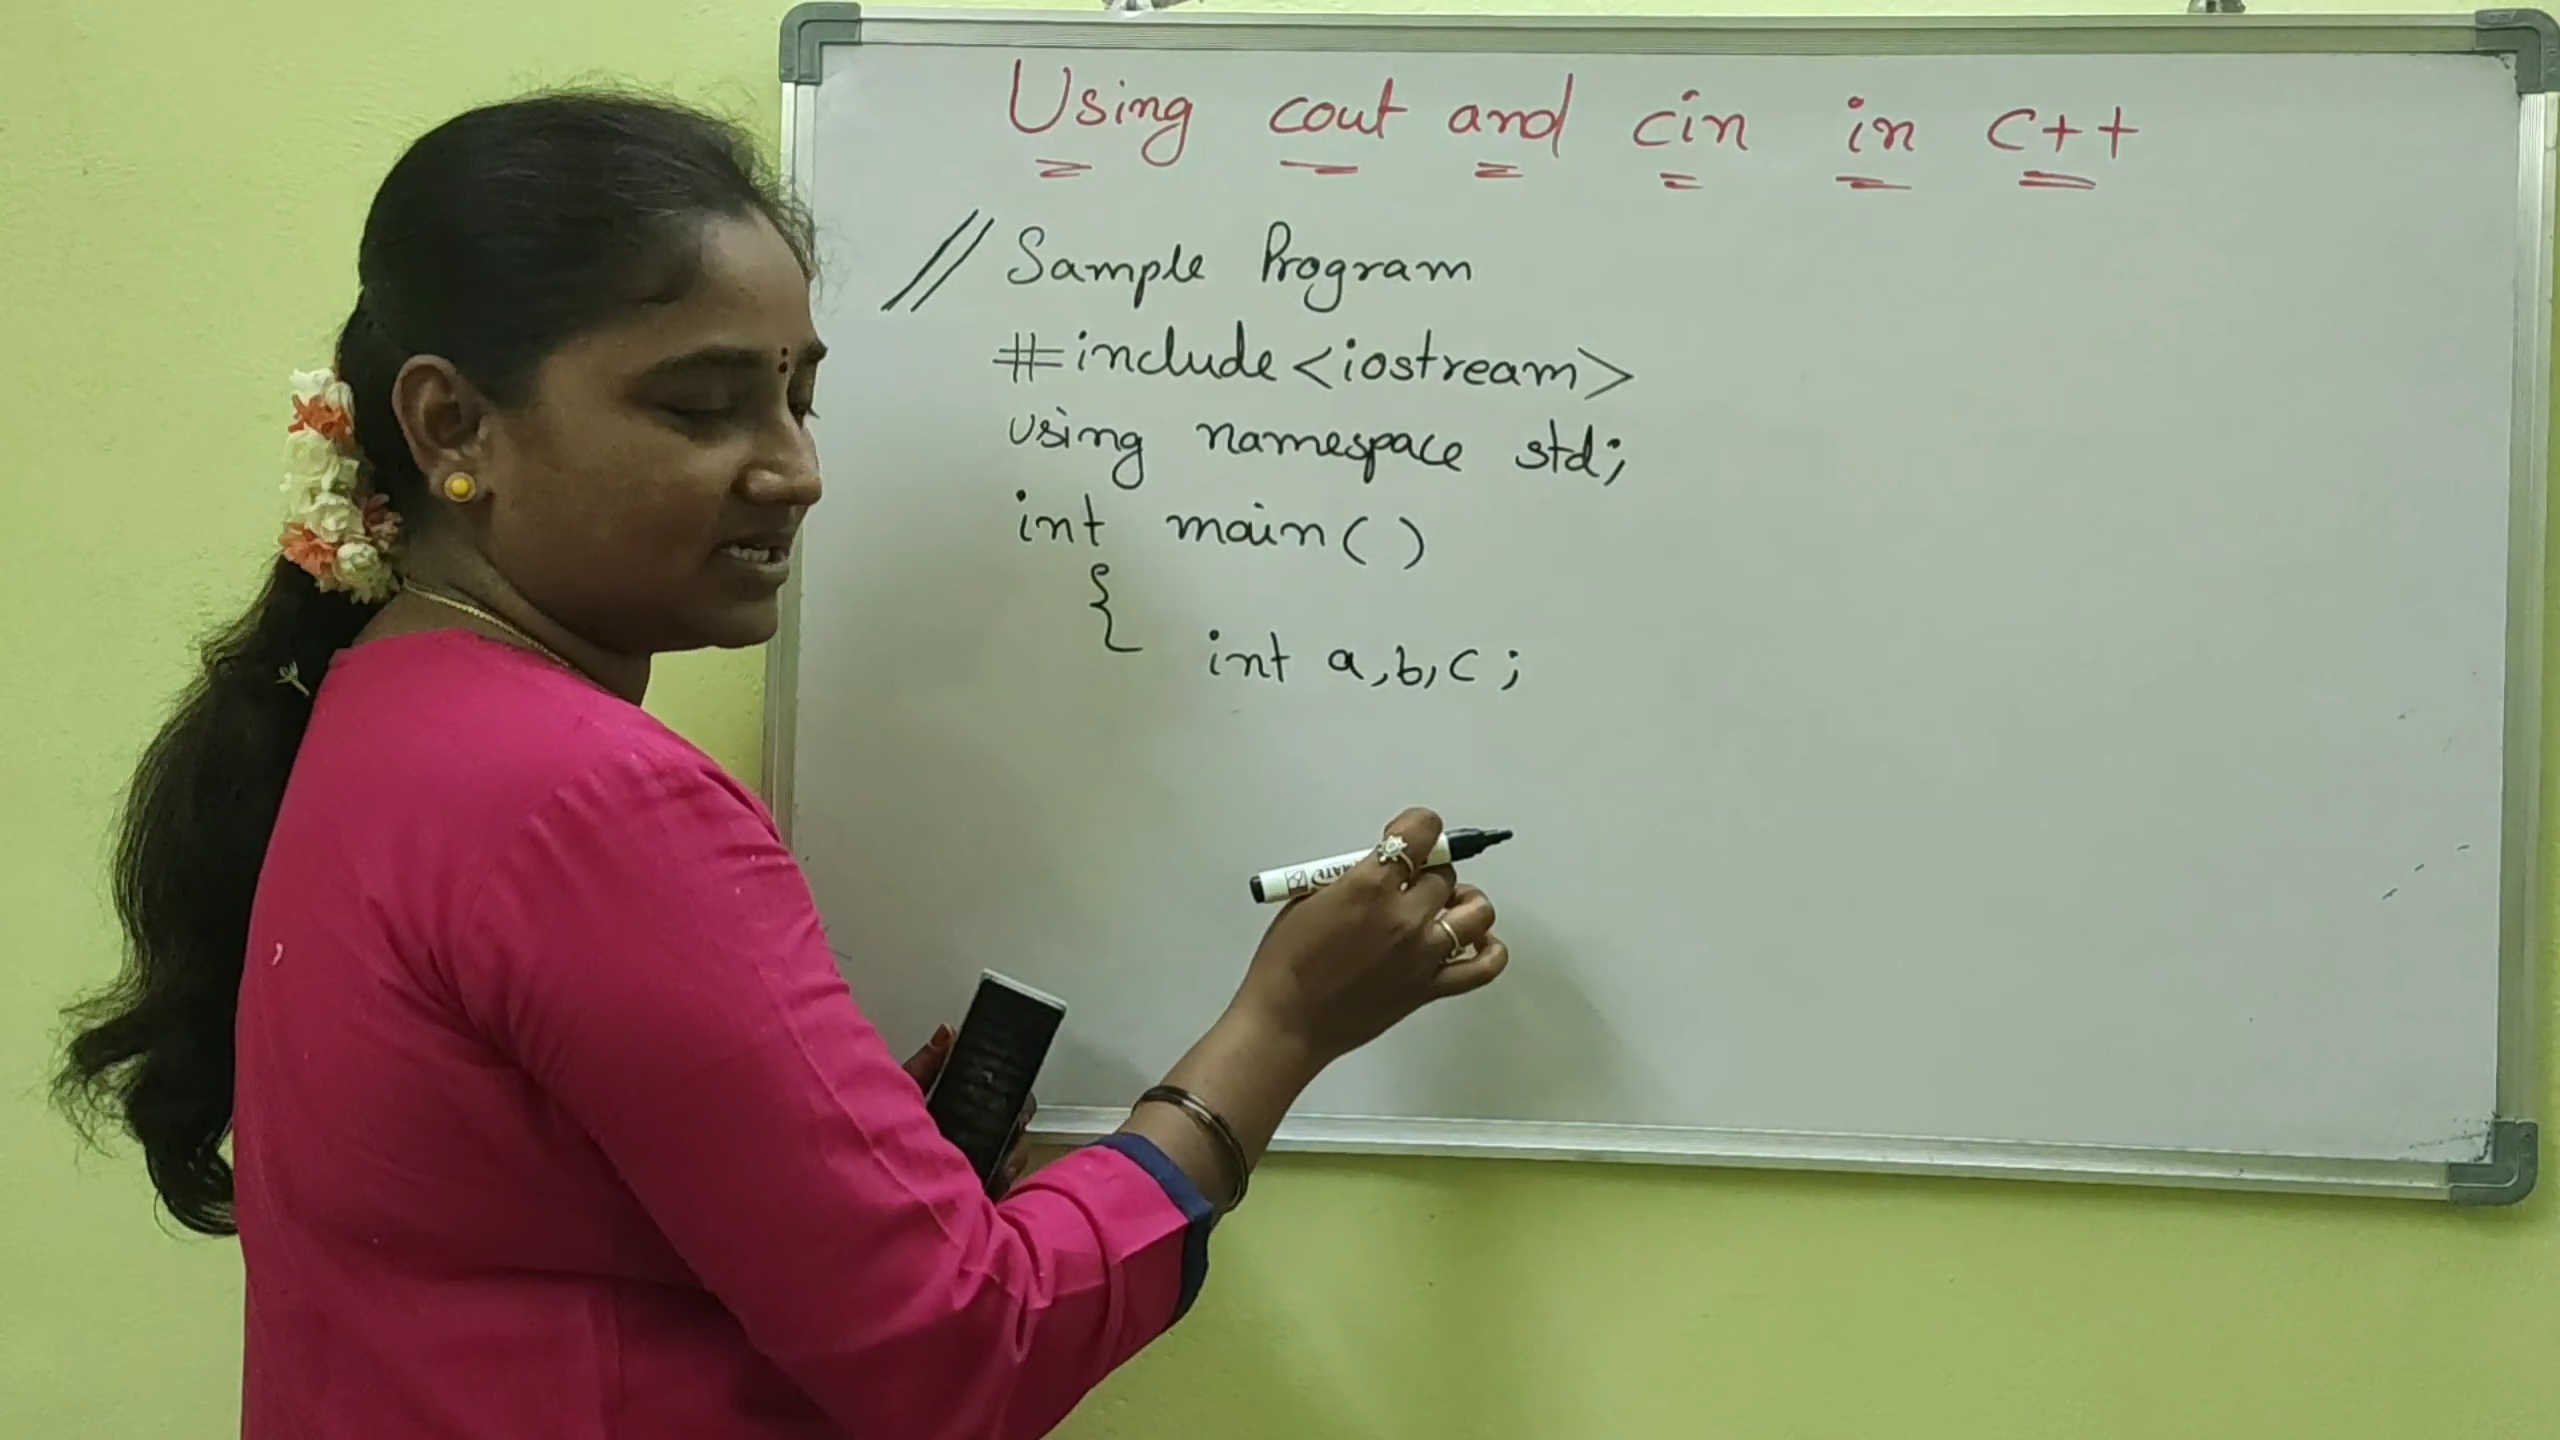 Using cout and cin in C++
// Sample Program
#include<iostream>
using namespace std;
int main()
{
int a,b,c;